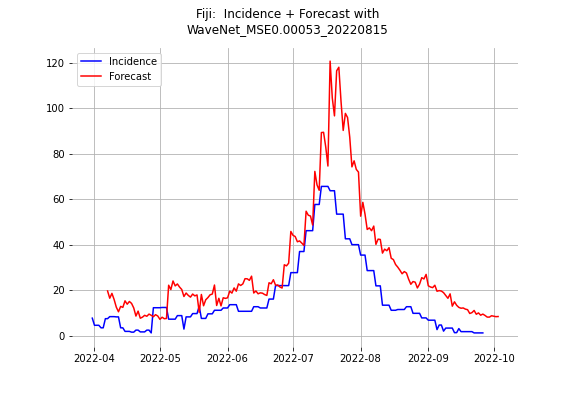 Fiji:  Incidence + Forecast with
WaveNet_MSE0.00053_20220815
Incidence
Forecast
120
100
80
60
40
20
0
2022-04 2022-05 2022-06 2022-07 2022-08 2022-09 2022-10